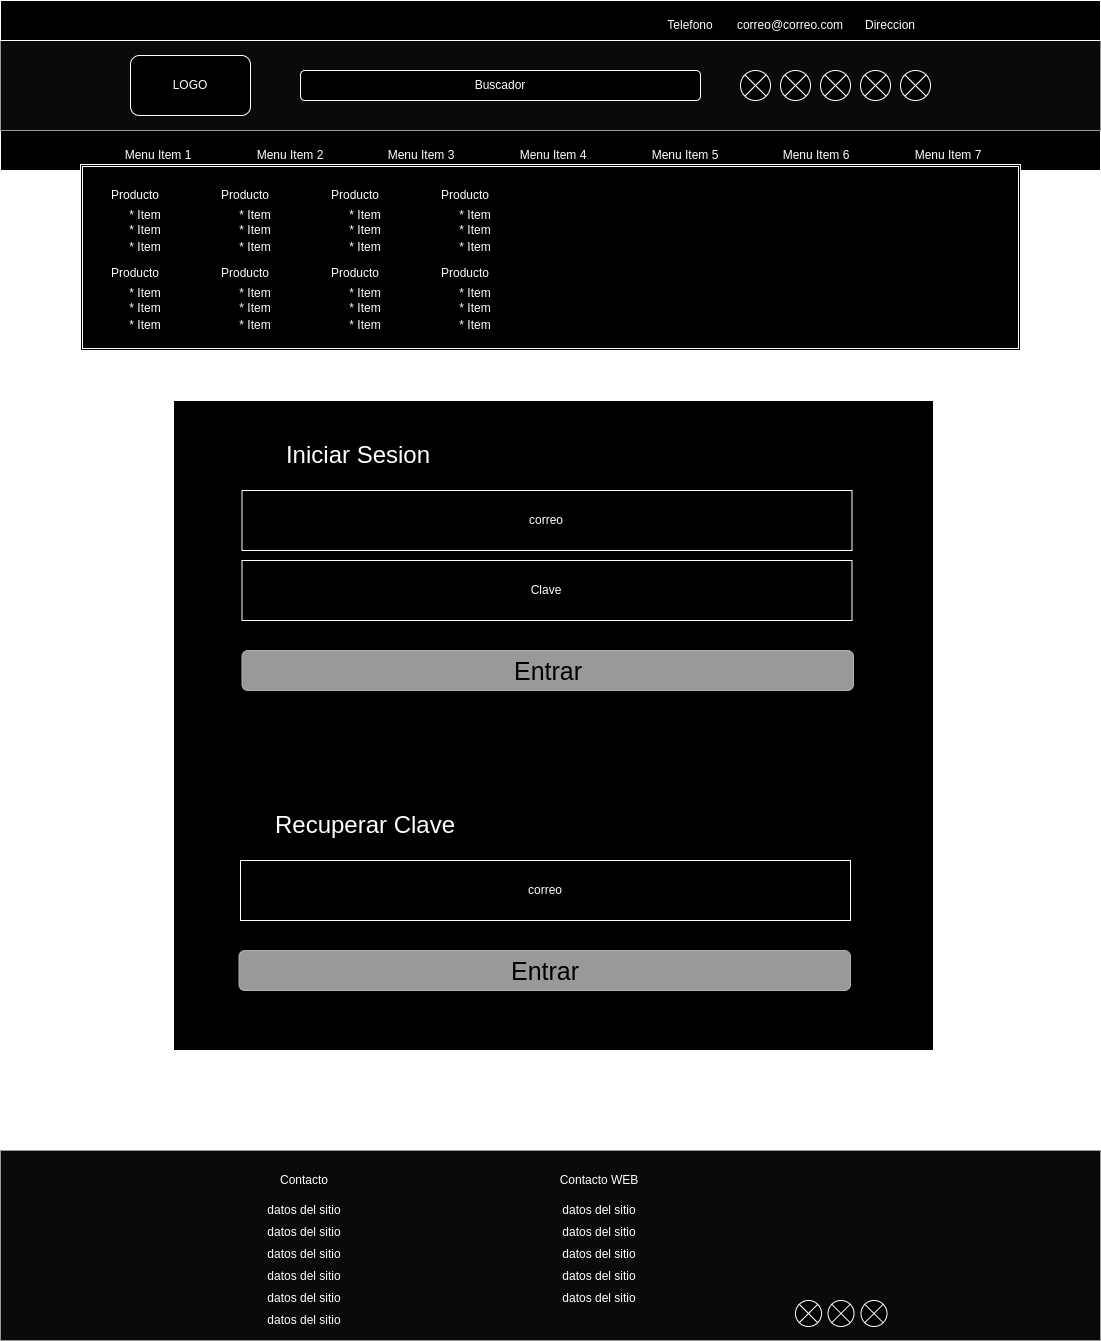 Telefono correo@correo.com Direccion
LOGO Buscador
Menu Item 1 Menu Item 2 Menu Item 3 Menu Item 4 Menu Item 5 Menu Item 6 Menu Item 7
Producto Producto Producto Producto
* Item * Item * Item * Item
* Item * Item * Item * Item
* Item * Item * Item * Item
Producto Producto Producto Producto
* Item * Item * Item * Item
* Item * Item * Item * Item
* Item * Item * Item * Item
Iniciar Sesion
correo
Clave
Entrar
Recuperar Clave
correo
Entrar
Contacto Contacto WEB
datos del sitio datos del sitio
datos del sitio datos del sitio
datos del sitio datos del sitio
datos del sitio datos del sitio
datos del sitio datos del sitio
datos del sitio